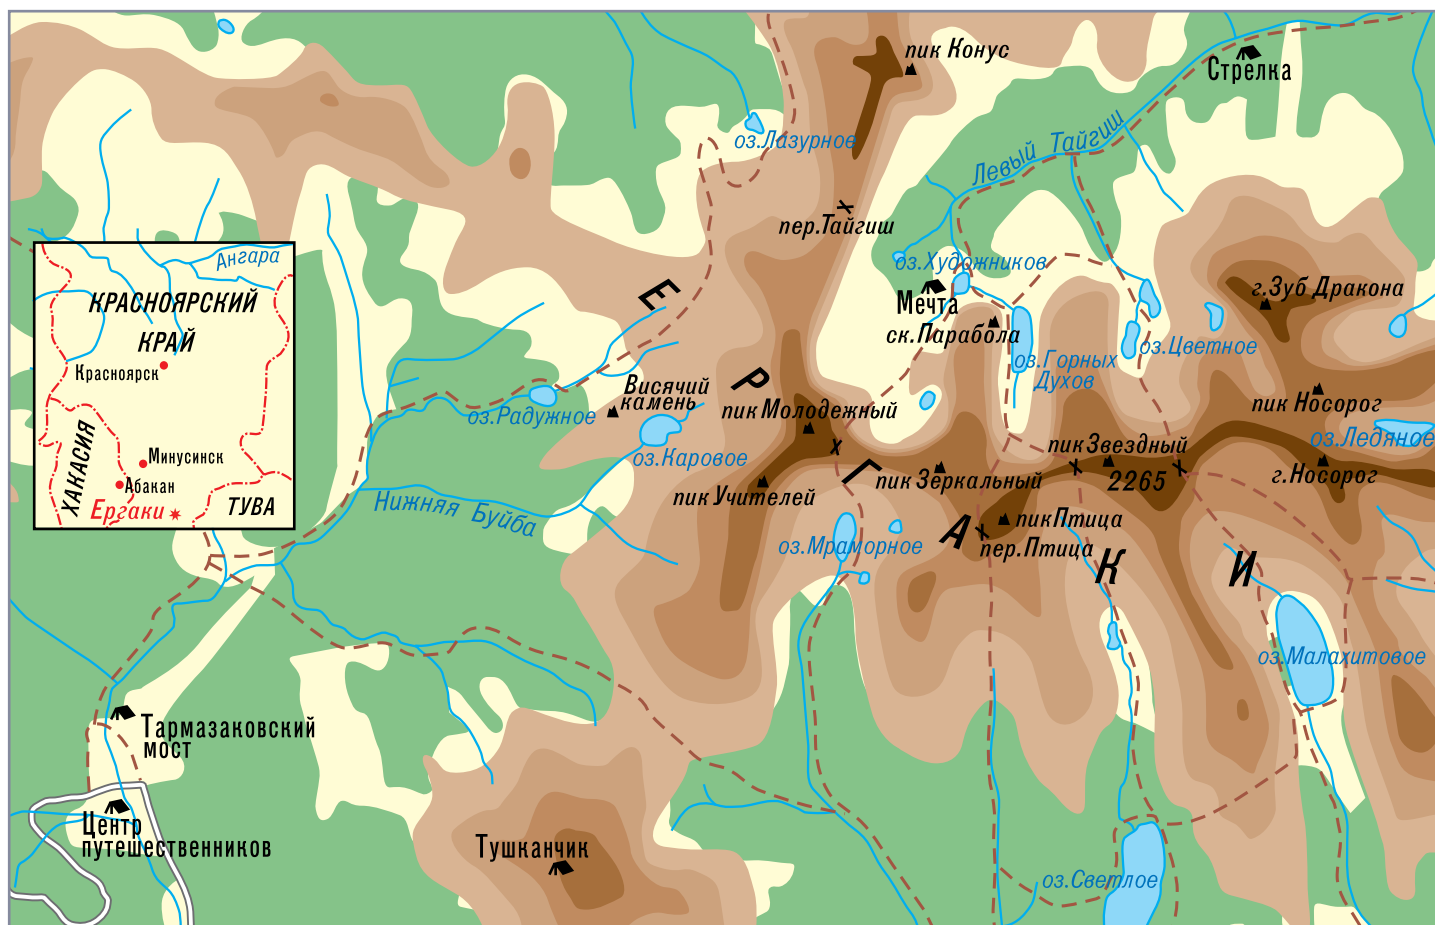 пик Конус
Стрелка
оз.Лазурное
Левый Тайгиш
пер.Тайгиш
Ангара
КРАСНОЯРСКИЙ
КРАЙ
Красноярск
ХАКАСИЯ
Минусинск
Абакан
Ергаки
ТУВА
оз.Художников
Мечта
ск.Парабола
г.Зуб Дракона
оз.Горных
Духов
оз.Цветное
Е
Р
Г
А
К
И
Висячий
камень
оз.Радужное
оз.Каровое
пик Молодежный
пик Носорог
оз.Ледяное
пик Звездный
2265
г.Носорог
пик Учителей
пик Зеркальный
Нижняя Буйба
пик Птица
пер.Птица
оз.Мраморное
оз.Малахитовое
Тармазаковский
мост
Центр
путешественников
Тушканчик
оз.Светлое